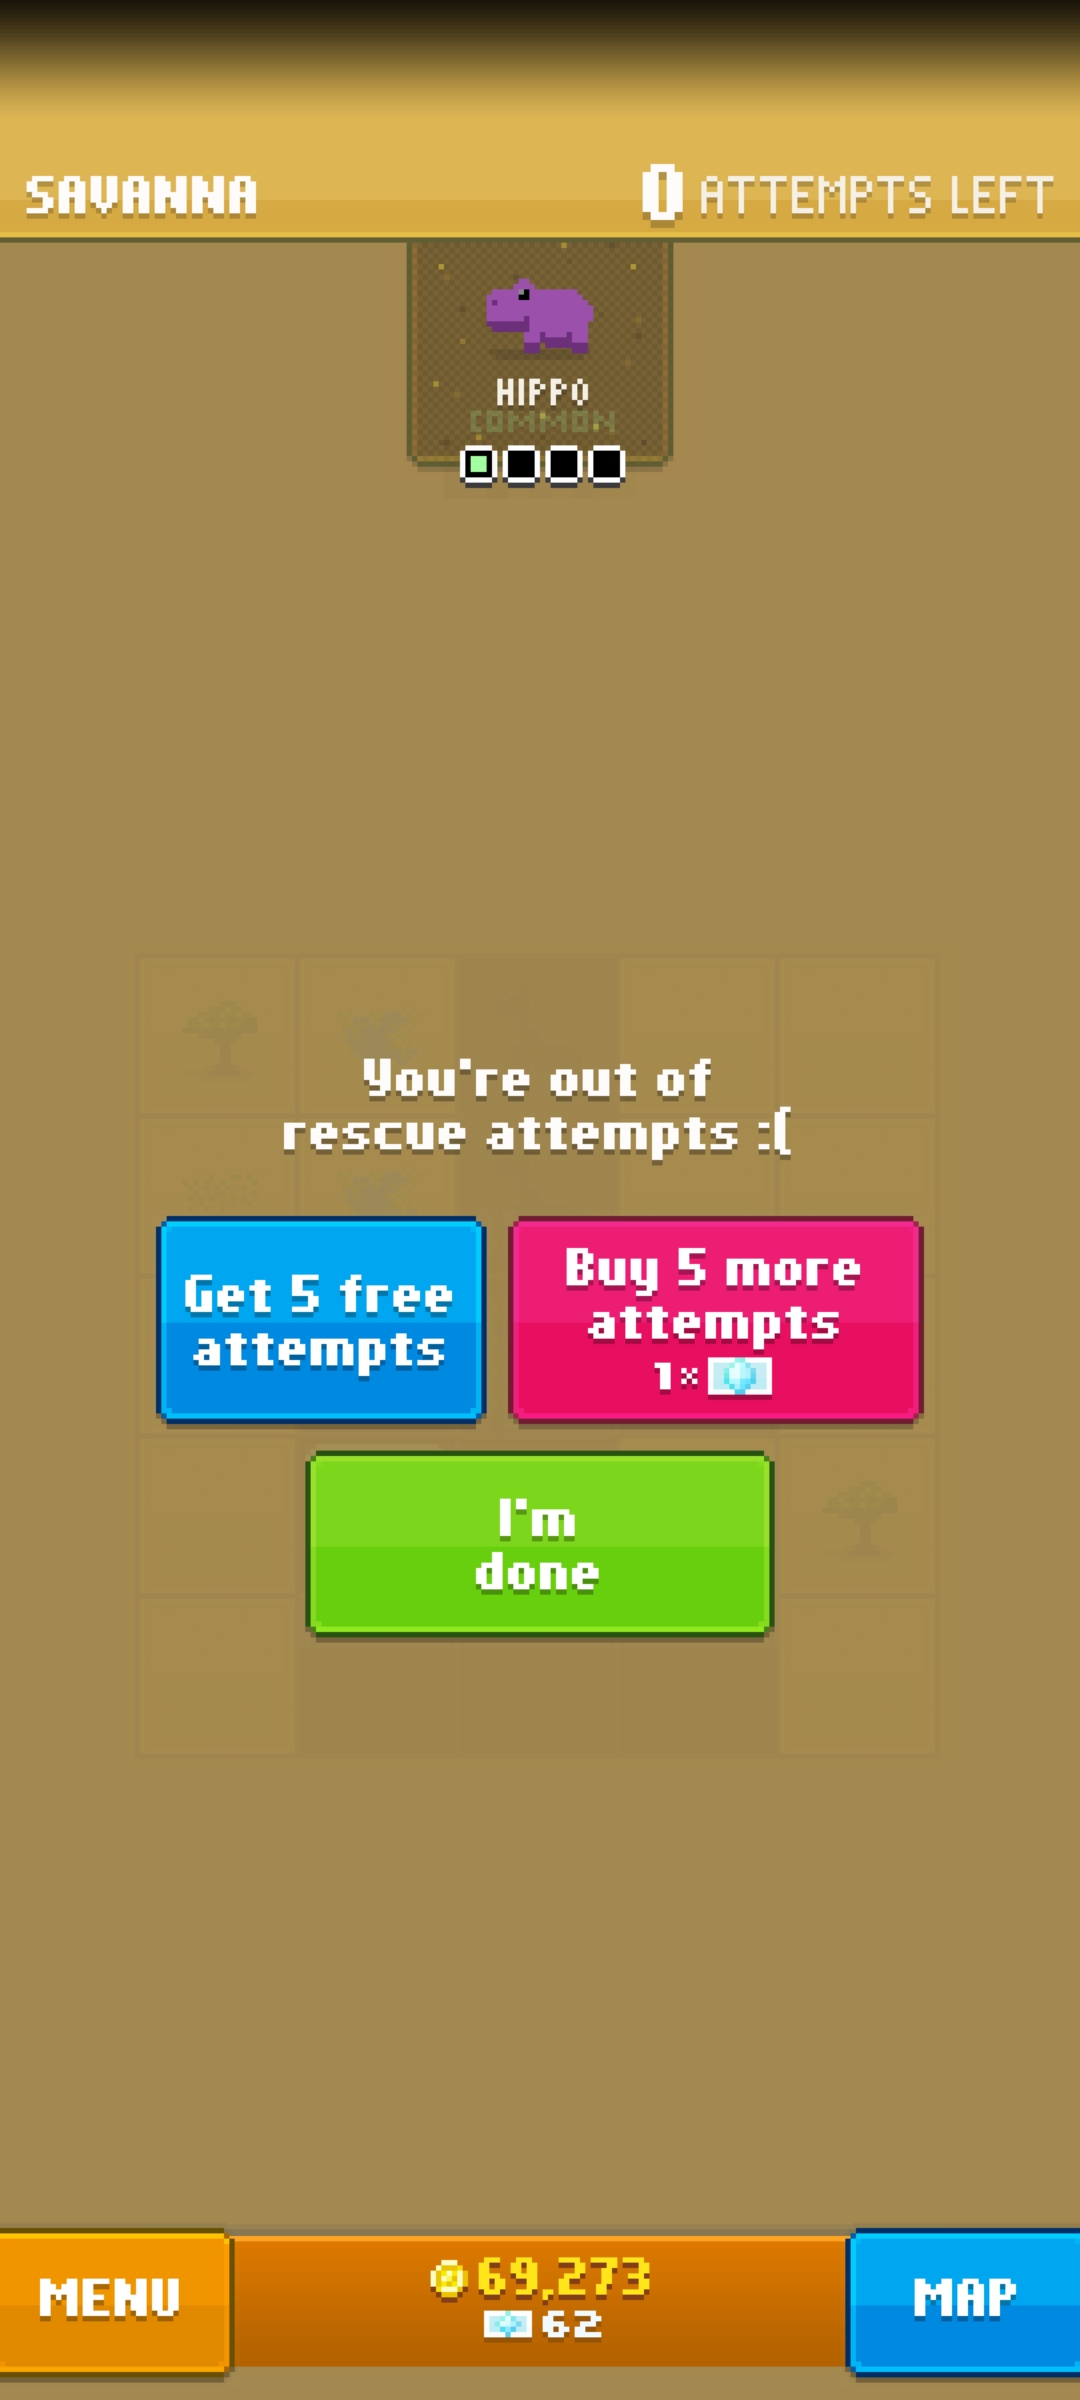 SAVANNA
0 ATTEMPTS LEFT
HIPPO
COMMON
You're out of
rescue attempts :(
Get 5 free
attempts
Buy 5 more
attempts
1×
I'm
done
MENU
69,273
62
MAP